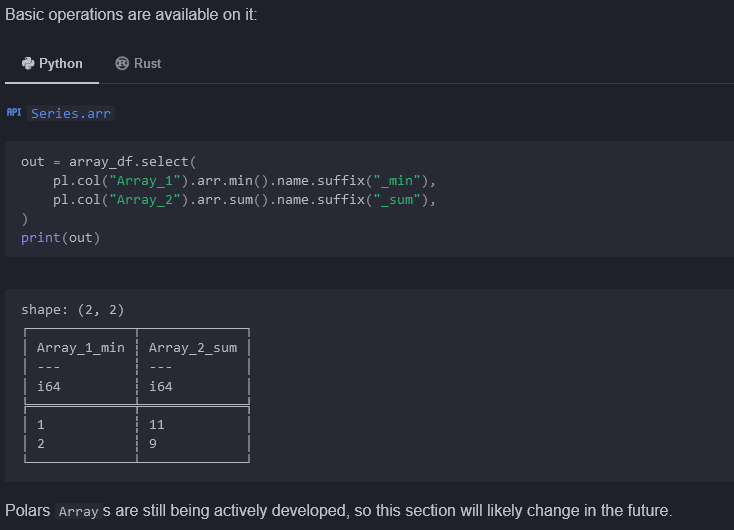 Basic operations are available on it:
Python Rust
API Series.arr
out = array_df.select(
    pl.col("Array_1").arr.min().name.suffix("_min"),
    pl.col("Array_2").arr.sum().name.suffix("_sum"),
)
print(out)
shape: (2, 2)
Array_1_min Array_2_sum
--- ---
i64 i64
1 11
2 9
Polars Arrays are still being actively developed, so this section will likely change in the future.